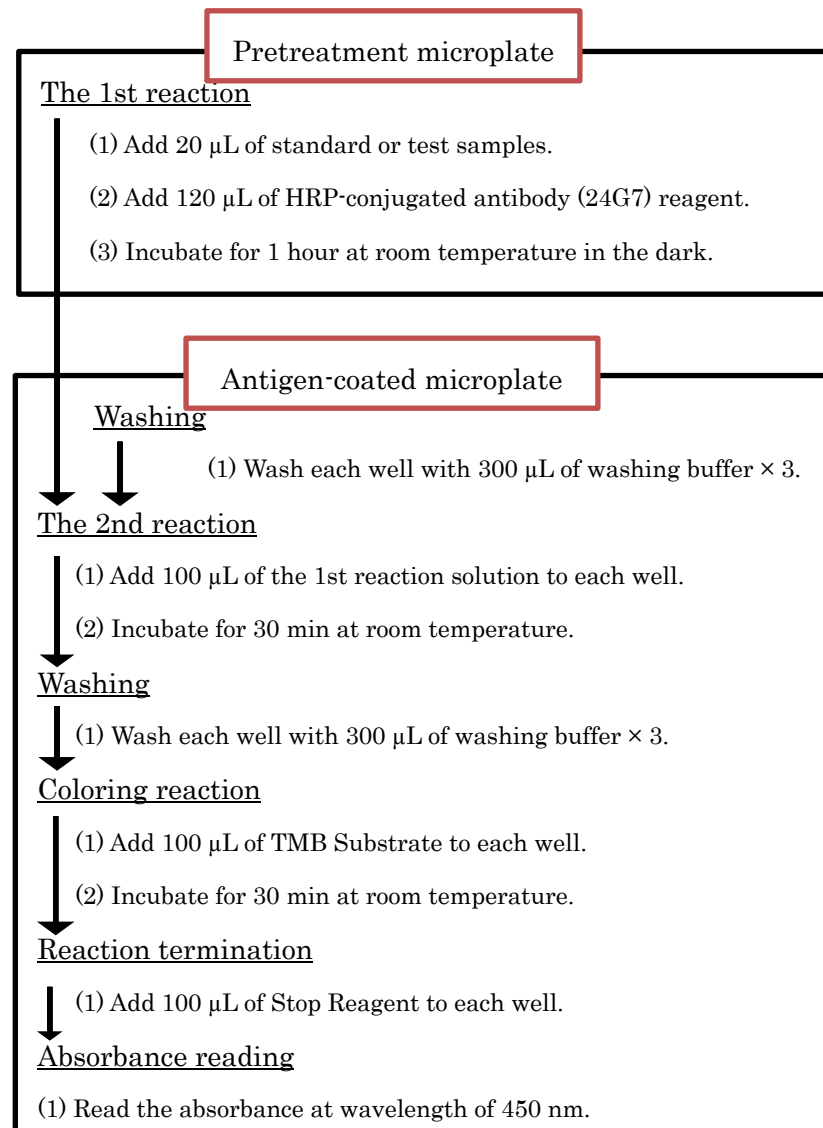 Pretreatment microplate
The 1st reaction
(1) Add 20 µL of standard or test samples.
(2) Add 120 µL of HRP-conjugated antibody (24G7) reagent.
(3) Incubate for 1 hour at room temperature in the dark.
Antigen-coated microplate
Washing
(1) Wash each well with 300 µL of washing buffer × 3.
The 2nd reaction
(1) Add 100 µL of the 1st reaction solution to each well.
(2) Incubate for 30 min at room temperature.
Washing
(1) Wash each well with 300 µL of washing buffer × 3.
Coloring reaction
(1) Add 100 µL of TMB Substrate to each well.
(2) Incubate for 30 min at room temperature.
Reaction termination
(1) Add 100 µL of Stop Reagent to each well.
Absorbance reading
(1) Read the absorbance at wavelength of 450 nm.